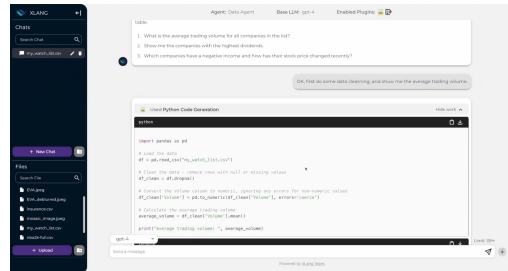 XLANG
Agent: Data Agent
Base LLM: gpt-4
Enabled Plugins:
Chats
Search Chat
my_watch_list.csv
+ New Chat
Files
Search File
EVA.jpeg
EVA_deblurred.jpeg
insurance.csv
mosaic_image.jpeg
my_watch_list.csv
+ Upload
table.
1. What is the average trading volume for all companies in the list?
2. Show me the companies with the highest dividends.
3. Which companies have a negative income and how has their stock price changed recently?
OK, first do some data cleaning, and show me the average trading volume.
Used Python Code Generation
Hide work
python
import pandas as pd
# Load the data
df = pd.read_csv("my_watch_list.csv")
# Clean the data - remove rows with null or missing values
df_clean = df.dropna()
# Convert the Volume column to numeric, ignoring any errors for non-numeric values
df_clean["Volume"] = pd.to_numeric(df_clean["Volume"], errors="coerce")
# Calculate the average trading volume
average_volume = df_clean["Volume"].mean()
print("Average trading volume: ", average_volume)
gpt-4
Send a message
Powered by XLang Team.